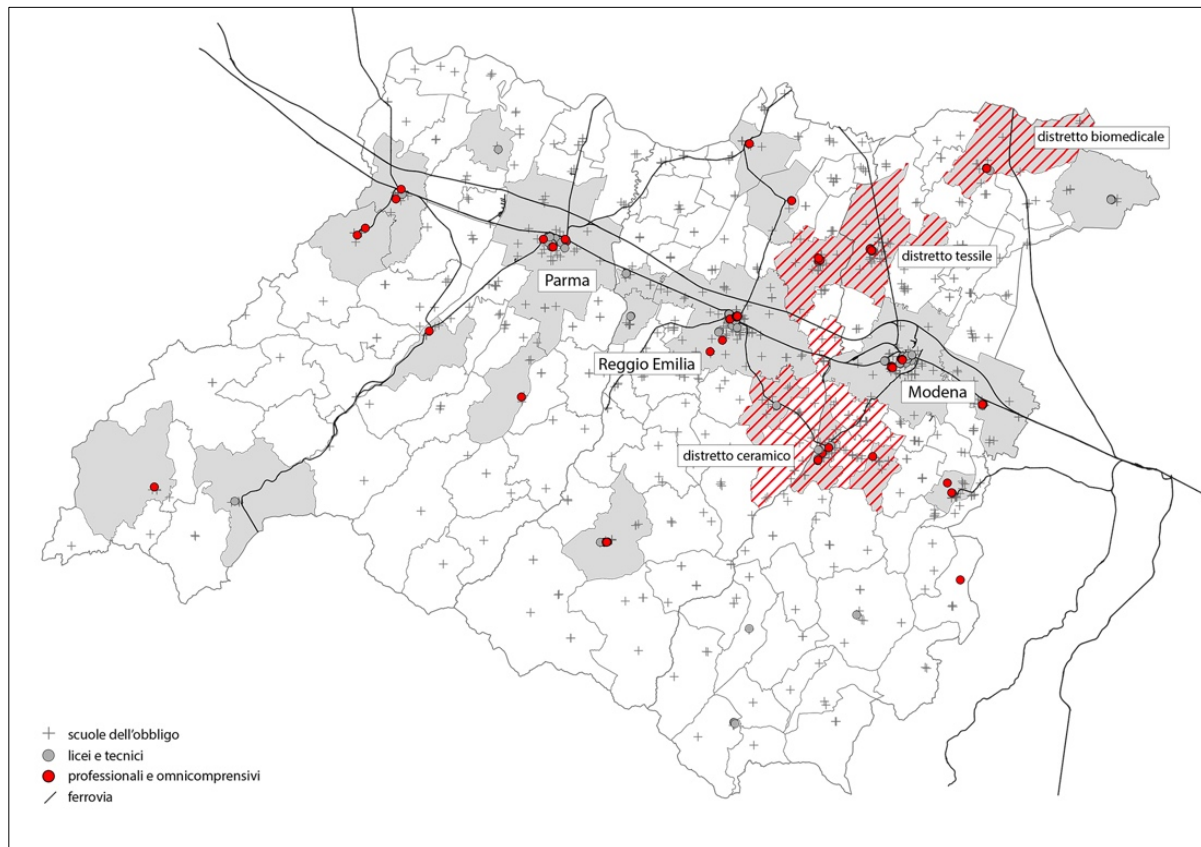 distretto biomedicale
distretto tessile
Parma
Reggio Emilia
Modena
distretto ceramico
scuole dell'obbligo
licei e tecnici
professionali e omnicomprensivi
ferrovia